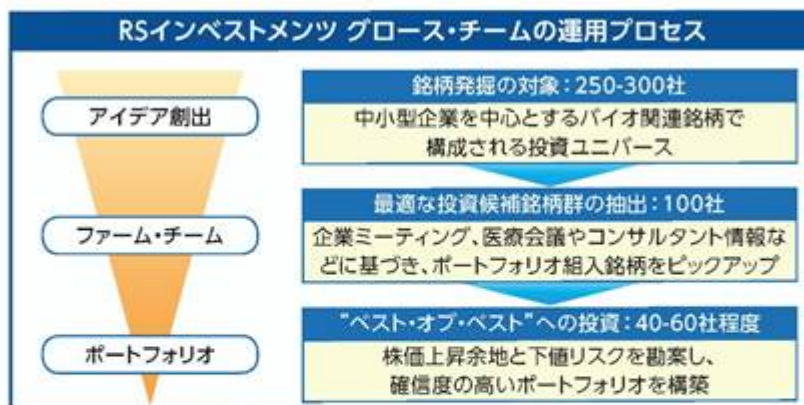 RSインベストメンツ グロース・チームの運用プロセス
アイデア創出
銘柄発掘の対象：250-300社
中小型企業を中心とするバイオ関連銘柄で
構成される投資ユニバース
ファーム・チーム
最適な投資候補銘柄群の抽出：100社
企業ミーティング、医療会議やコンサルタント情報な
どに基づき、ポートフォリオ組入銘柄をピックアップ
ポートフォリオ
"ベスト・オブ・ベスト"への投資：40-60社程度
株価上昇余地と下値リスクを勘案し、
確信度の高いポートフォリオを構築